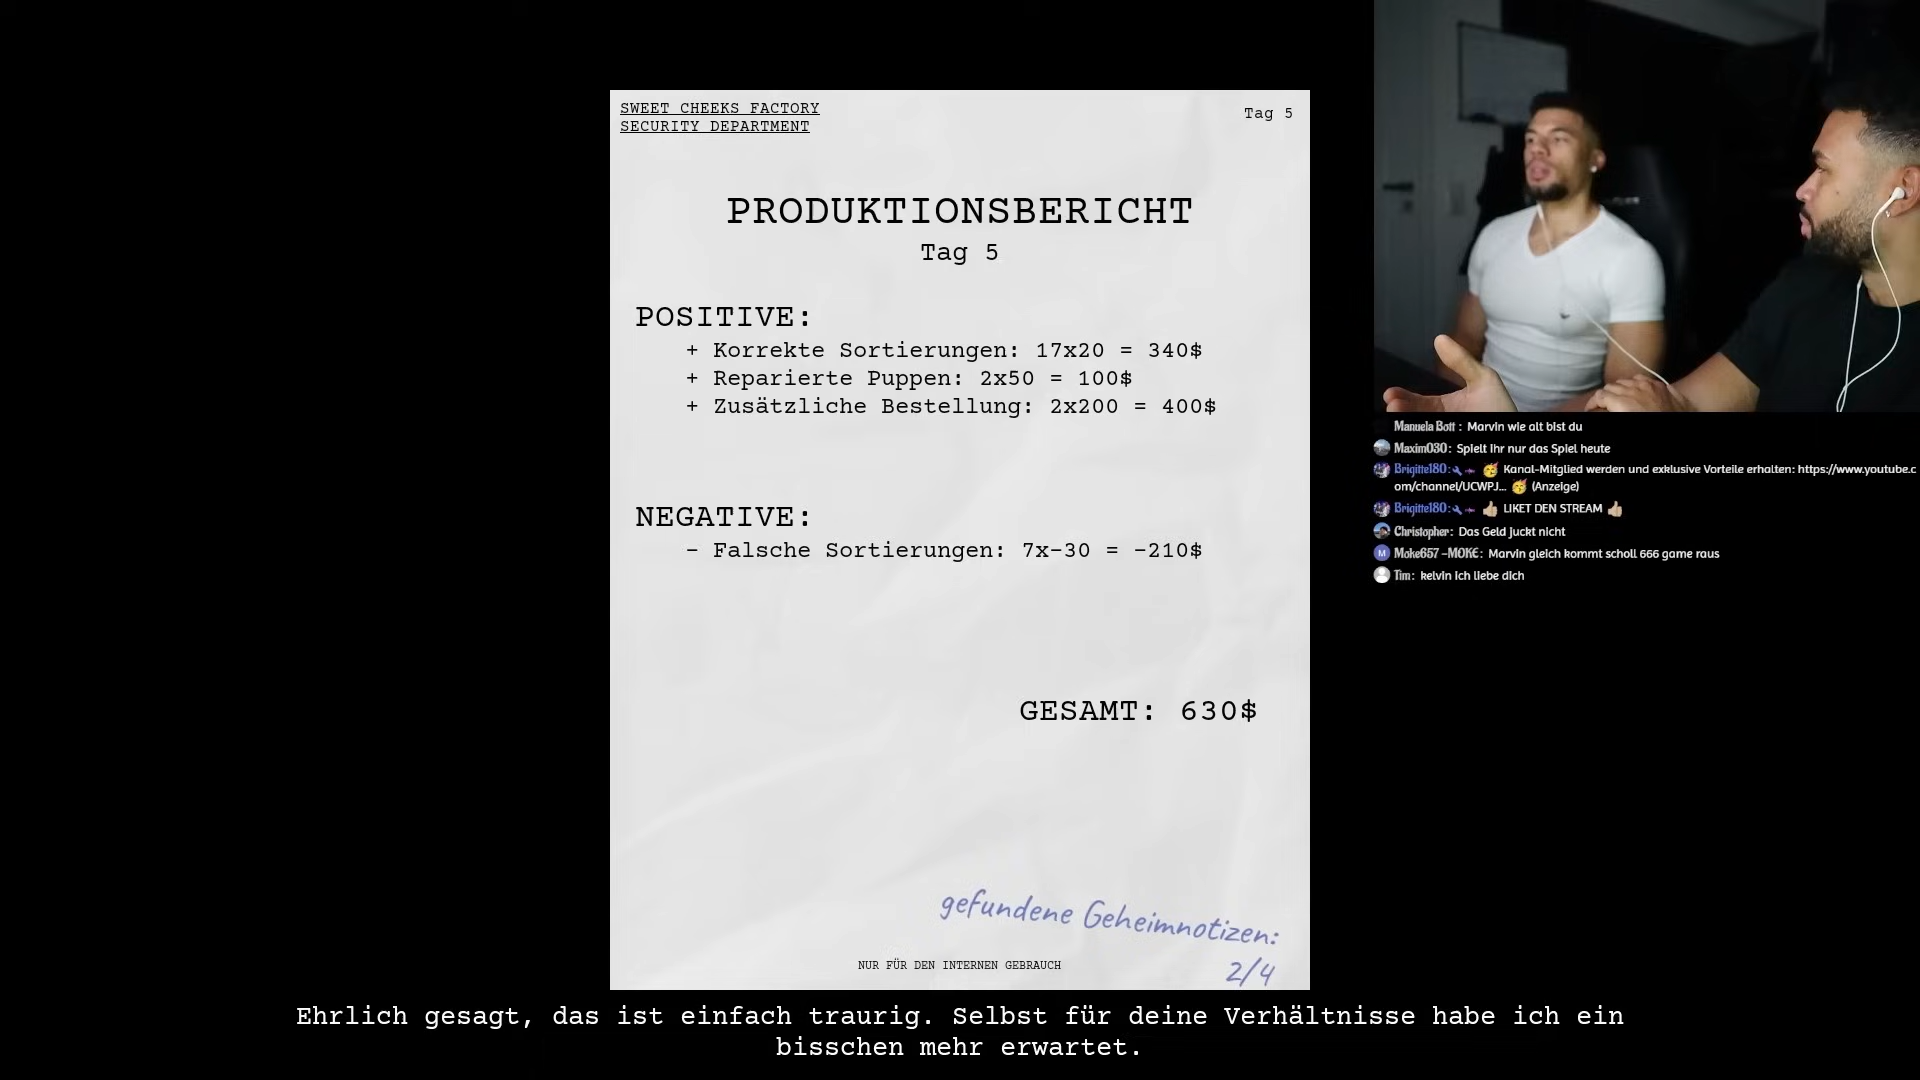 SWEET CHEEKS FACTORY
SECURITY DEPARTMENT
Tag 5
PRODUKTIONSBERICHT
Tag 5
POSITIVE:
+ Korrekte Sortierungen: 17x20 = 340$
+ Reparierte Puppen: 2x50 = 100$
+ Zusätzliche Bestellung: 2x200 = 400$
NEGATIVE:
- Falsche Sortierungen: 7x-30 = -210$
GESAMT: 630$
gefundene Geheimnotizen:
2/4
NUR FÜR DEN INTERNEN GEBRAUCH
Ehrlich gesagt, das ist einfach traurig. Selbst für deine Verhältnisse habe ich ein
bisschen mehr erwartet.
Manuela Bott : Marvin wie alt bist du
Maxim030 : Spielt ihr nur das Spiel heute
Brigitte180 : 🥳 Kanal-Mitglied werden und exklusive Vorteile erhalten: https://www.youtube.c
om/channel/UCWPJ... 🥳 (Anzeige)
Brigitte180 : 👍🏼 LIKET DEN STREAM 👍🏼
Christopher : Das Geld juckt nicht
M Moke657 -MOKE : Marvin gleich kommt scholl 666 game raus
Tim : kelvin ich liebe dich